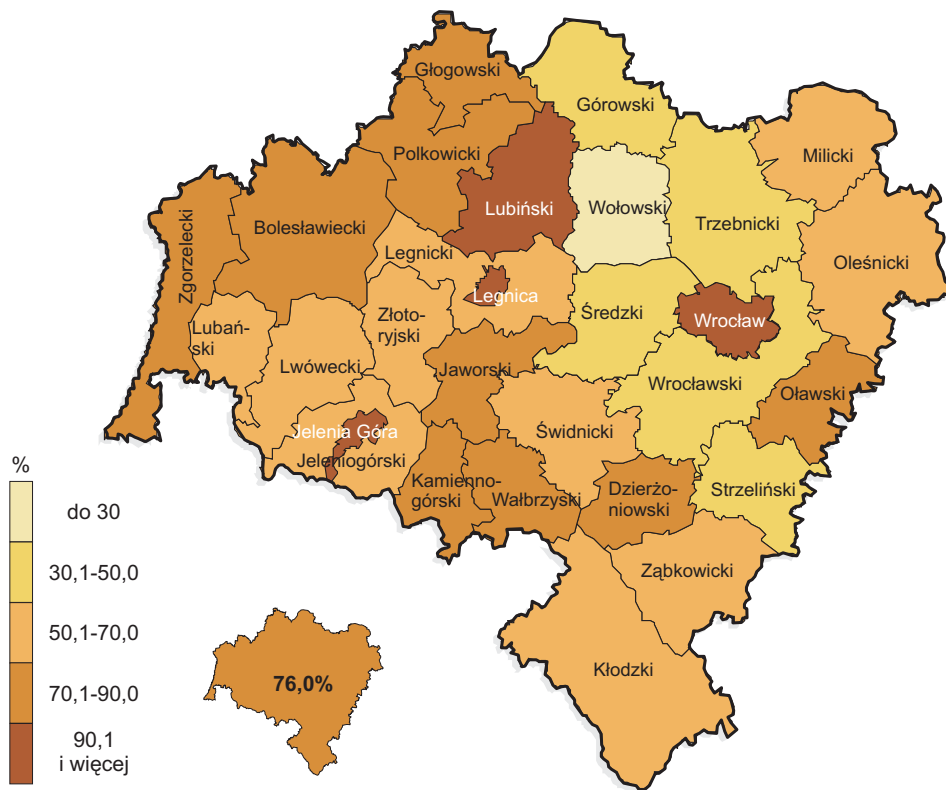 Głogowski
Górowski
Milicki
Polkowicki
Lubiński
Wołowski
Trzebnicki
Zgorzelecki
Bolesławiecki
Legnicki
Oleśnicki
Legnica
Lubań-
ski
Złoto-
ryjski
Średzki
Wrocław
Lwówecki
Jaworski
Wrocławski
Oławski
Jelenia Góra
Jeleniogórski
Świdnicki
Kamienno-
górski
Wałbrzyski
Dzierżo-
niowski
Strzeliński
Ząbkowicki
Kłodzki
%
do 30
30,1-50,0
50,1-70,0
70,1-90,0
90,1
i więcej
76,0%